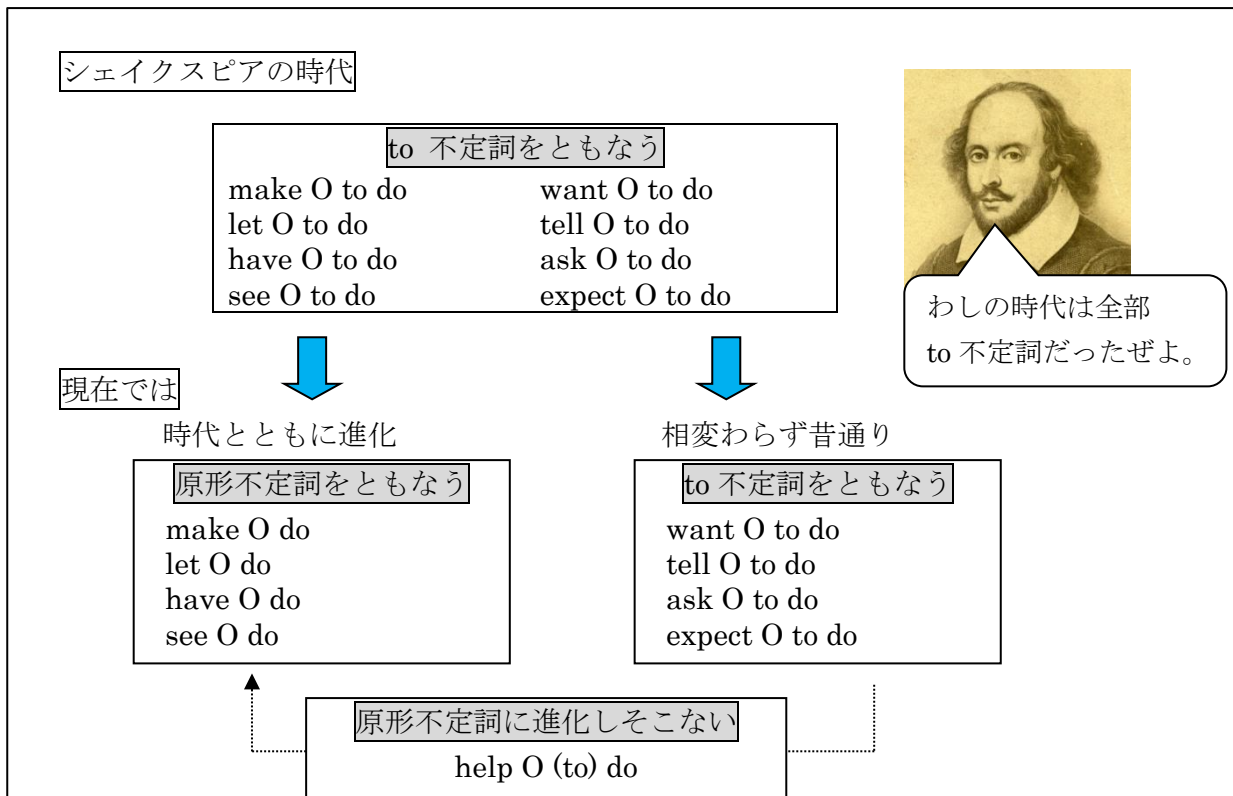 シェイクスピアの時代
to 不定詞をともなう
make O to do
let O to do
have O to do
see O to do
want O to do
tell O to do
ask O to do
expect O to do
わしの時代は全部
to 不定詞だったぜよ。
現在では
時代とともに進化
原形不定詞をともなう
make O do
let O do
have O do
see O do
相変わらず昔通り
to 不定詞をともなう
want O to do
tell O to do
ask O to do
expect O to do
原形不定詞に進化しそこない
help O (to) do